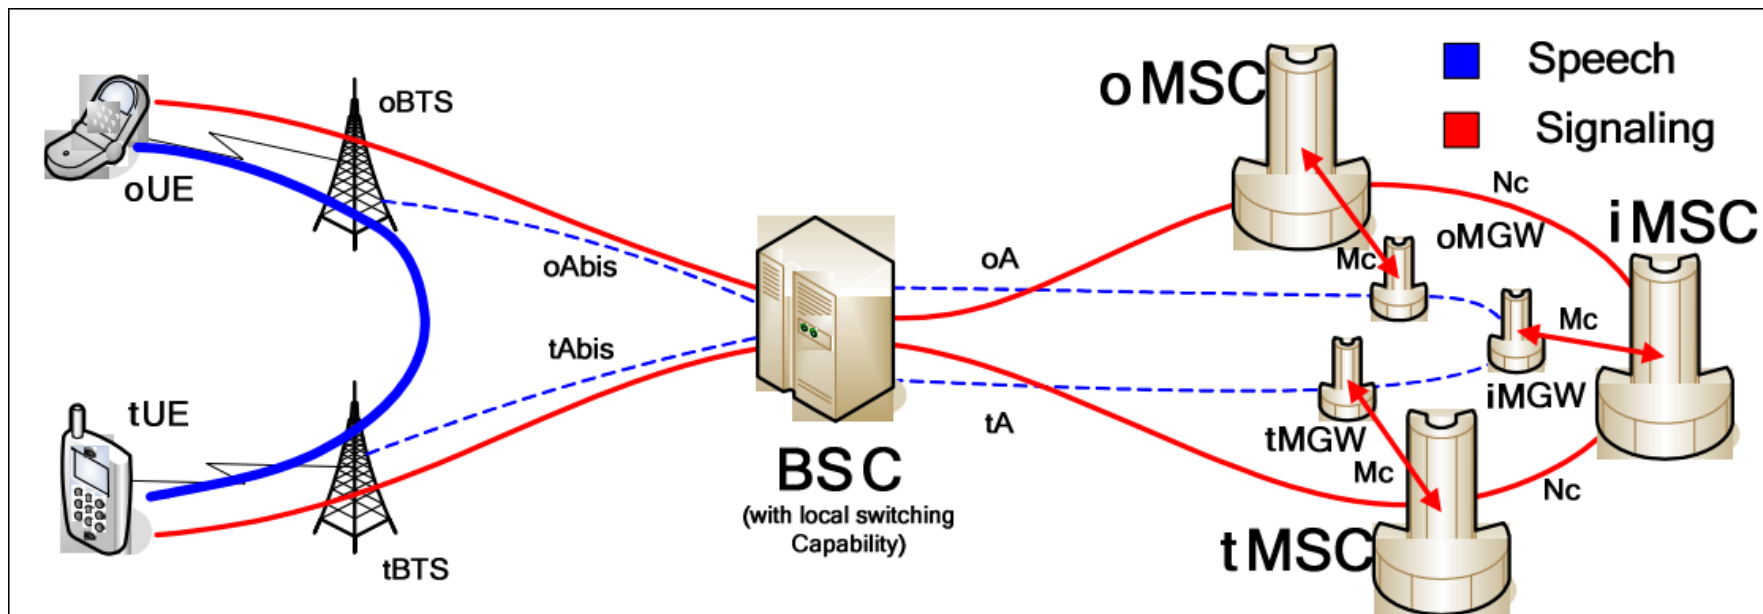 oMSC
Speech
Signaling
oBTS
oUE
Nc
iMSC
oMGW
oAbis
oA
Mc
Mc
tAbis
tUE
tA
iMGW
tMGW
BSC
(with local switching
Capability)
Mc
Nc
tMSC
tBTS